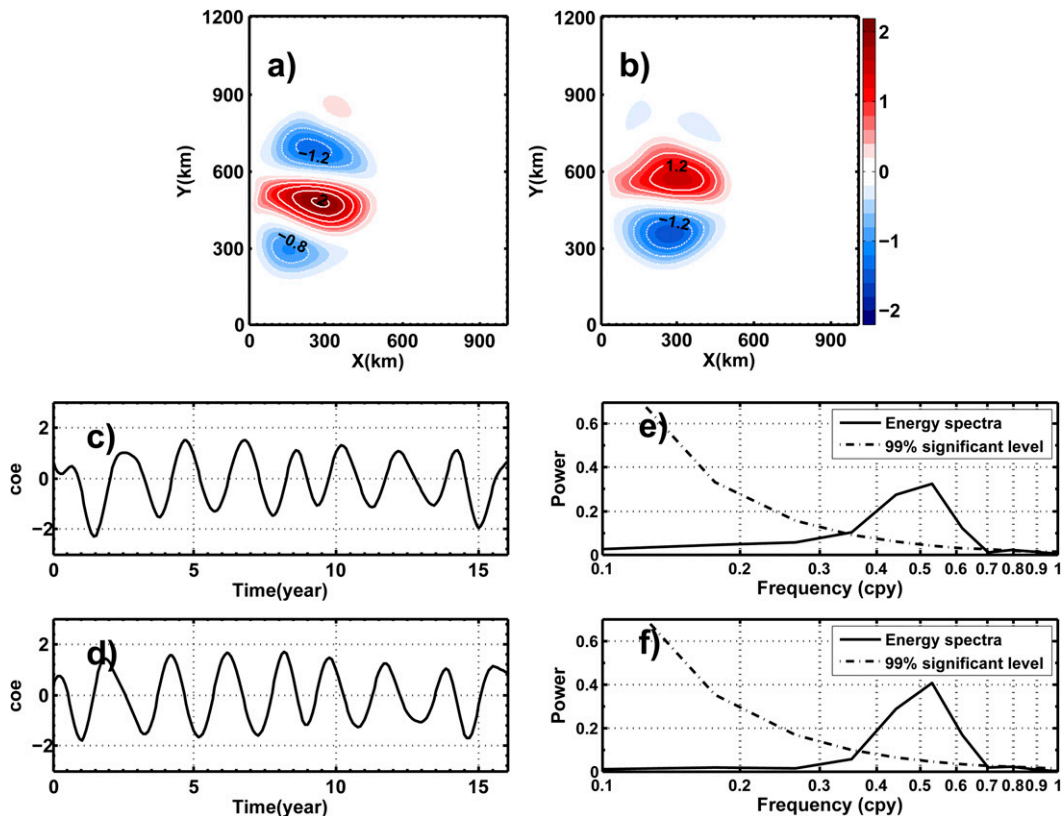 a)
1200
900
600
300
0
Y(km)
−1.2
2
−0.8
0 300 600 900
X(km)
b)
1200
900
600
300
0
Y(km)
1.2
−1.2
0 300 600 900
X(km)
2
1
0
−1
−2
c)
2
0
−2
coe
0 5 10 15
Time(year)
e)
0.6
0.4
0.2
0
Power
Energy spectra
99% significant level
0.1 0.2 0.3 0.4 0.5 0.6 0.7 0.8 0.9 1
Frequency (cpy)
d)
2
0
−2
coe
0 5 10 15
Time(year)
f)
0.6
0.4
0.2
0
Power
Energy spectra
99% significant level
0.1 0.2 0.3 0.4 0.5 0.6 0.7 0.8 0.9 1
Frequency (cpy)